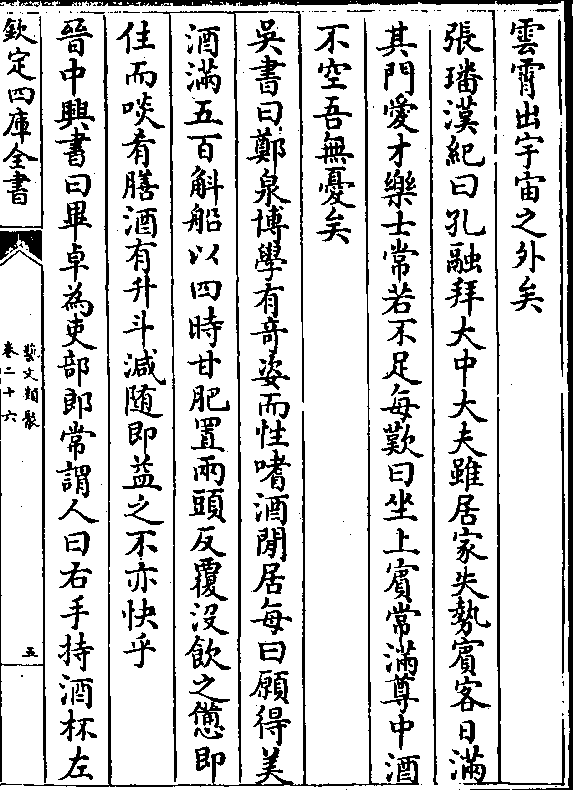 雲霄出宇宙之外矣
張璠漢紀曰孔融拜大中大夫雖居家失勢賓客日滿
其門愛才樂士常若不足每歎曰坐上賓常滿尊中酒
不空吾無憂矣
吳書曰鄭泉博學有竒姿而性嗜酒閒居每曰願得美
酒滿五百斛船以四時甘肥置兩頭反覆沒飲之憊即
住而啖肴膳酒有升斗減随即益之不亦快乎
晉中興書曰畢卓為吏部郎常謂人曰右手持酒杯左
欽定四庫全書
藝文類聚
卷二十六
五